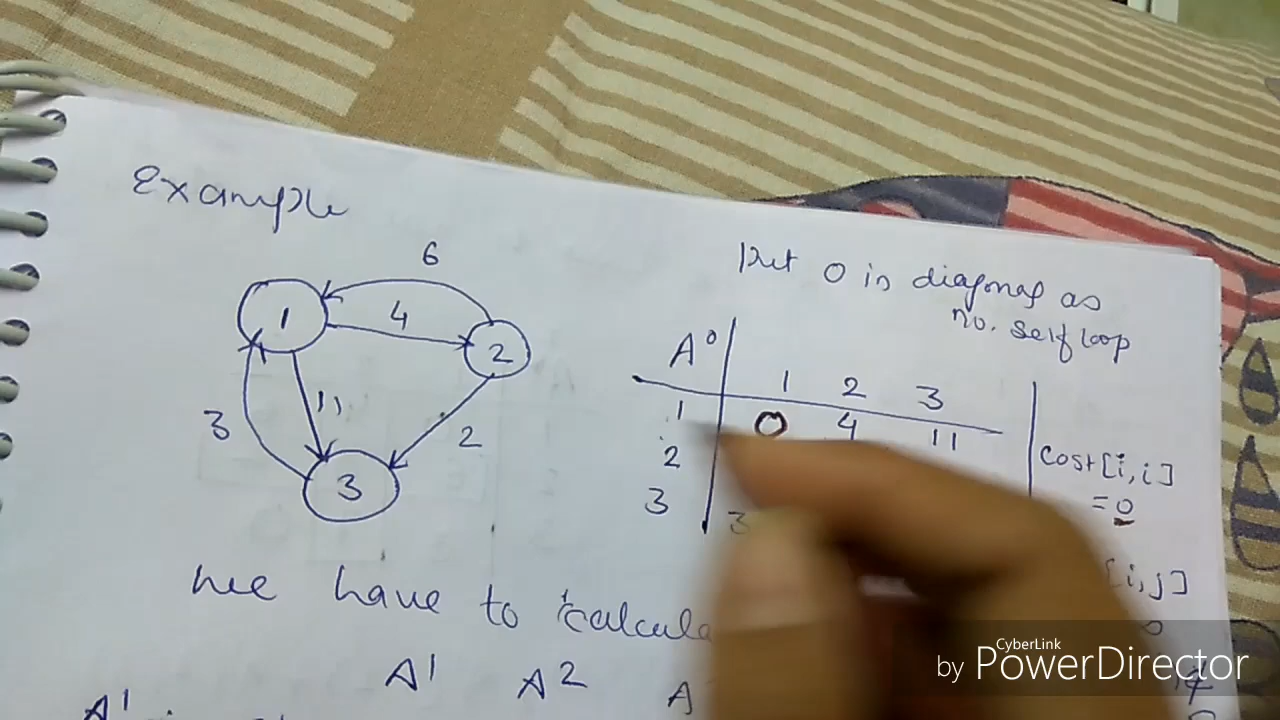 Example
6
4
1
2
3
11
2
3
Put 0 in diagonal as
no. self loop
A⁰ 1 2 3
1 0 4 11
2
3 3
cost[i,i]
= 0
[i,j]
we have to calcula
A¹ A² A
A¹
CyberLink
by PowerDirector